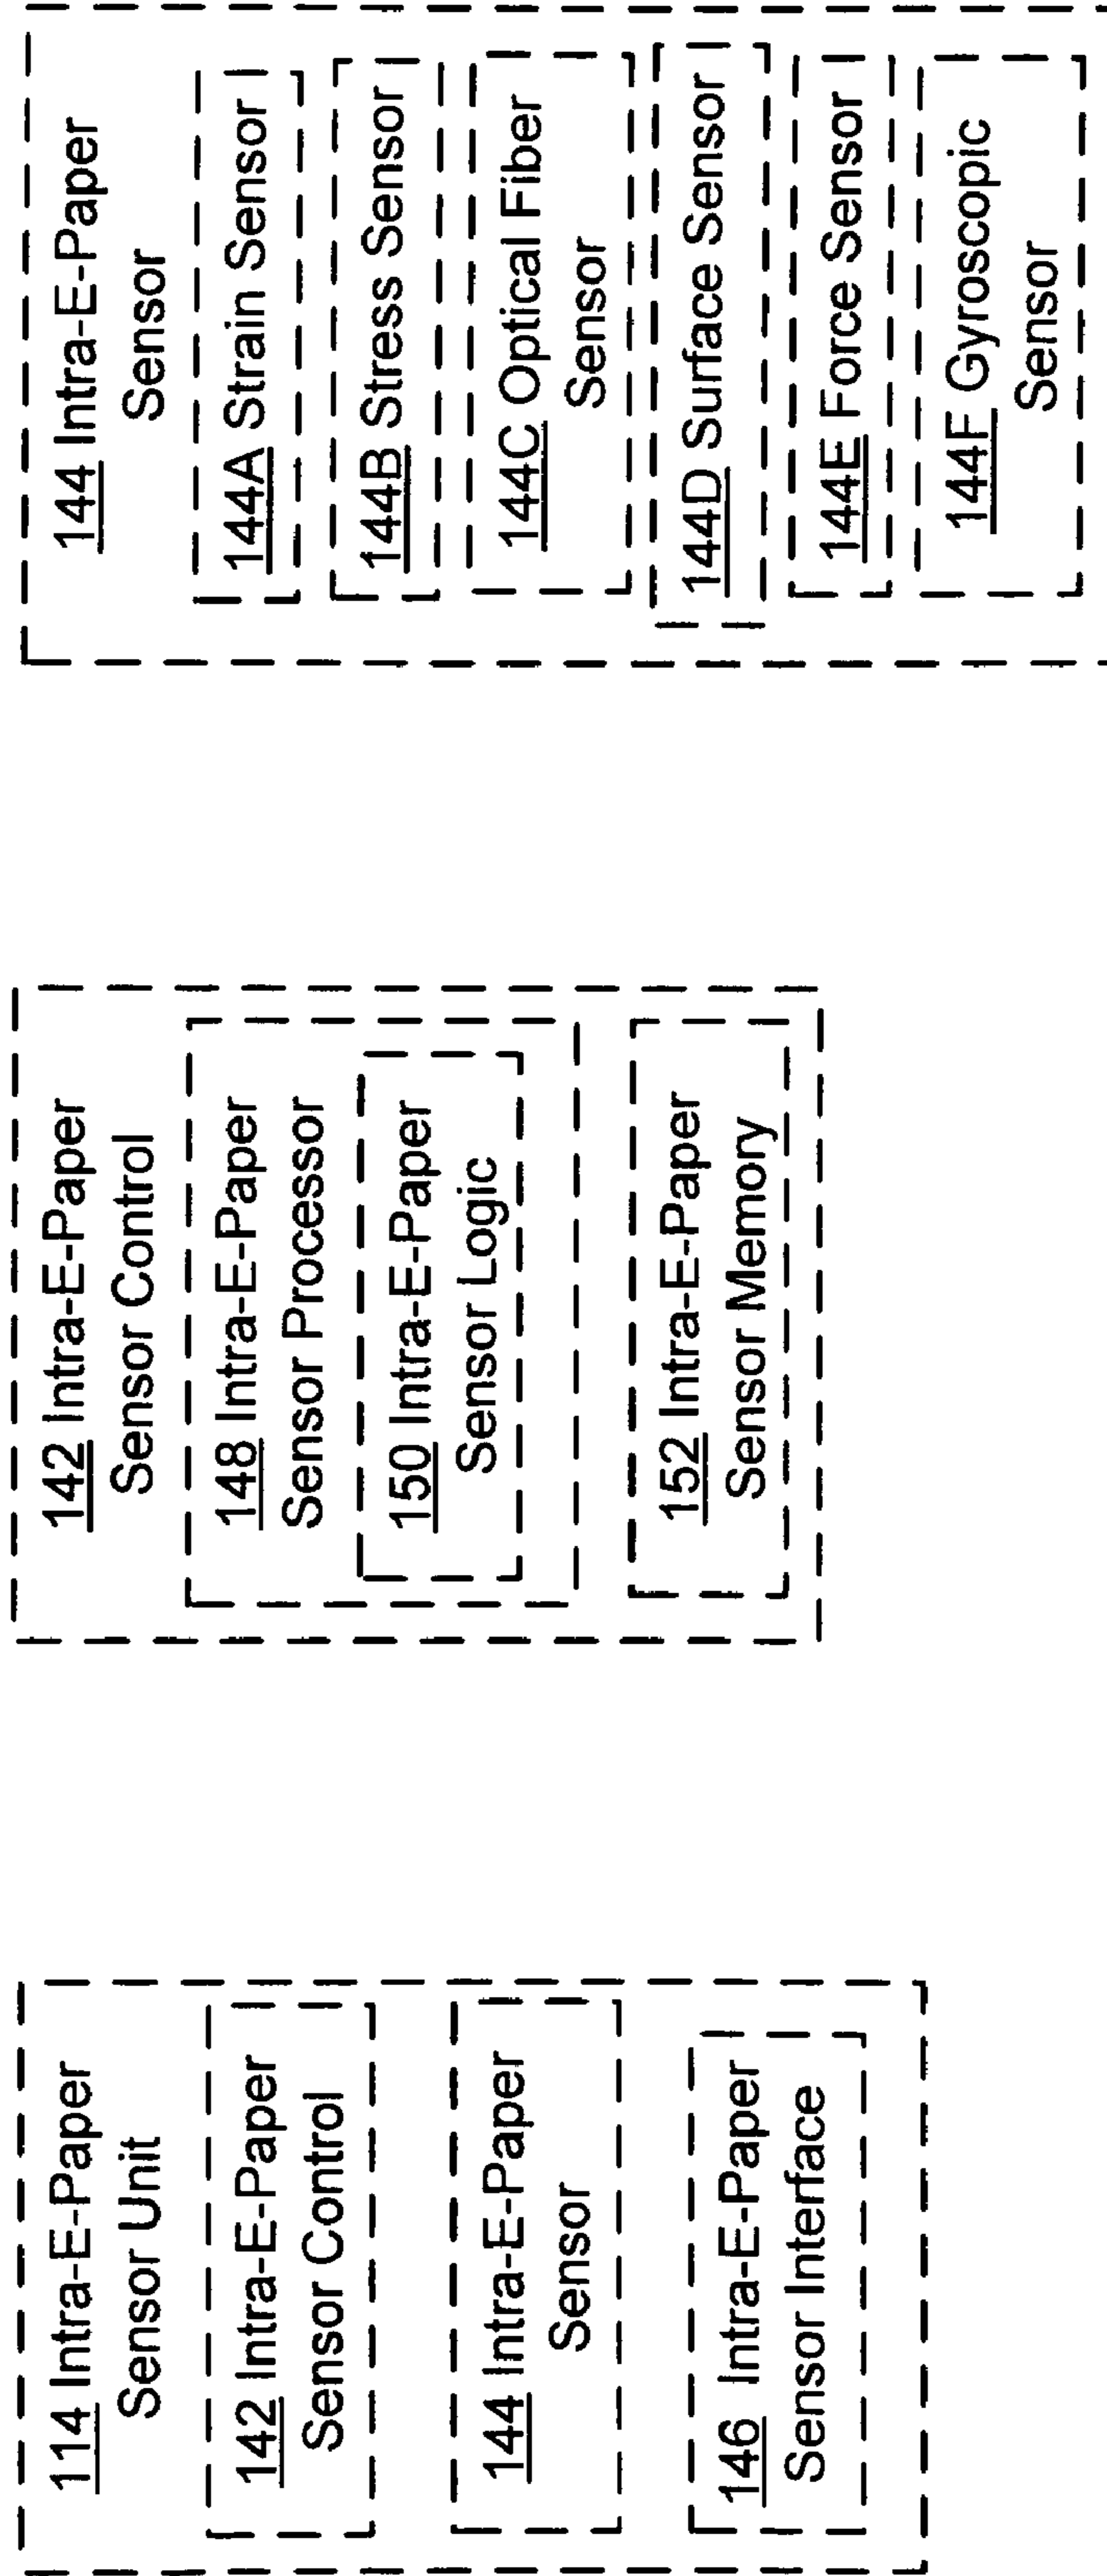 114 Intra-E-Paper
Sensor Unit
142 Intra-E-Paper
Sensor Control
144 Intra-E-Paper
Sensor
146 Intra-E-Paper
Sensor Interface
142 Intra-E-Paper
Sensor Control
148 Intra-E-Paper
Sensor Processor
150 Intra-E-Paper
Sensor Logic
152 Intra-E-Paper
Sensor Memory
144 Intra-E-Paper
Sensor
144A Strain Sensor
144B Stress Sensor
144C Optical Fiber
Sensor
144D Surface Sensor
144E Force Sensor
144F Gyroscopic
Sensor